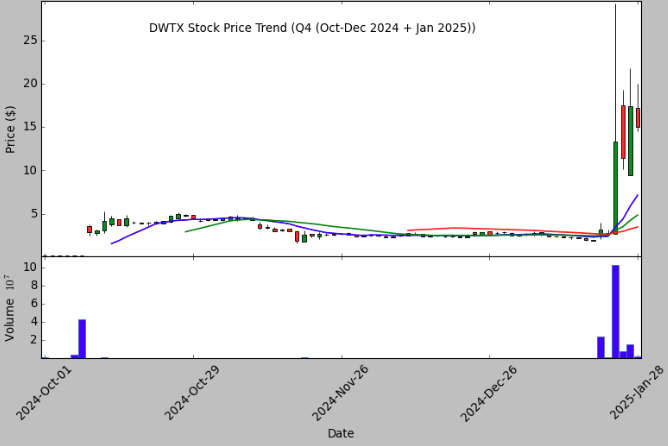 DWTX Stock Price Trend (Q4 (Oct-Dec 2024 + Jan 2025))
Price ($)
25
20
15
10
5
Volume 10^7
10
8
6
4
2
2024-Oct-01
2024-Oct-29
2024-Nov-26
2024-Dec-26
2025-Jan-28
Date